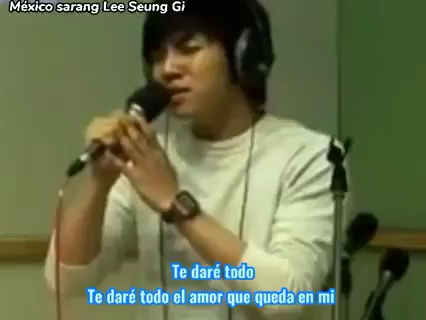 México sarang Lee Seung Gi
Te daré todo
Te daré todo el amor que queda en mi